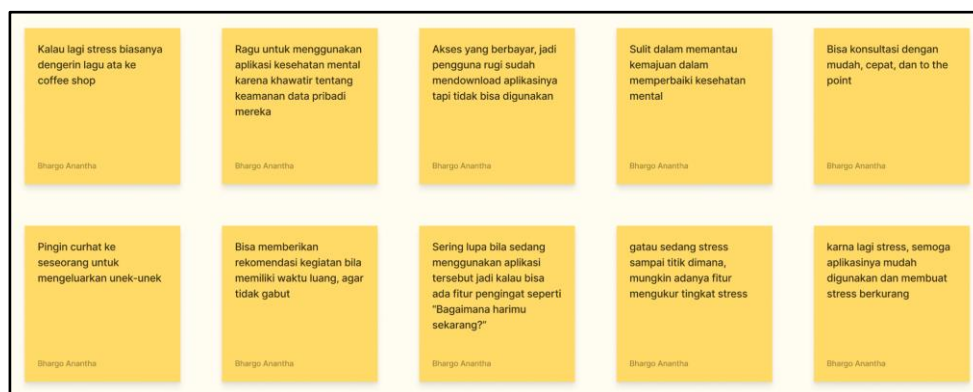 Kalau lagi stress biasanya
dengerin lagu ata ke
coffee shop
Bhargo Anantha
Ragu untuk menggunakan
aplikasi kesehatan mental
karena khawatir tentang
keamanan data pribadi
mereka
Bhargo Anantha
Akses yang berbayar, jadi
pengguna rugi sudah
mendownload aplikasinya
tapi tidak bisa digunakan
Bhargo Anantha
Sulit dalam memantau
kemajuan dalam
memperbaiki kesehatan
mental
Bhargo Anantha
Bisa konsultasi dengan
mudah, cepat, dan to the
point
Bhargo Anantha
Pingin curhat ke
seseorang untuk
mengeluarkan unek-unek
Bhargo Anantha
Bisa memberikan
rekomendasi kegiatan bila
memiliki waktu luang, agar
tidak gabut
Bhargo Anantha
Sering lupa bila sedang
menggunakan aplikasi
tersebut jadi kalau bisa
ada fitur pengingat seperti
"Bagaimana harimu
sekarang?"
Bhargo Anantha
gatau sedang stress
sampai titik dimana,
mungkin adanya fitur
mengukur tingkat stress
Bhargo Anantha
karna lagi stress, semoga
aplikasinya mudah
digunakan dan membuat
stress berkurang
Bhargo Anantha